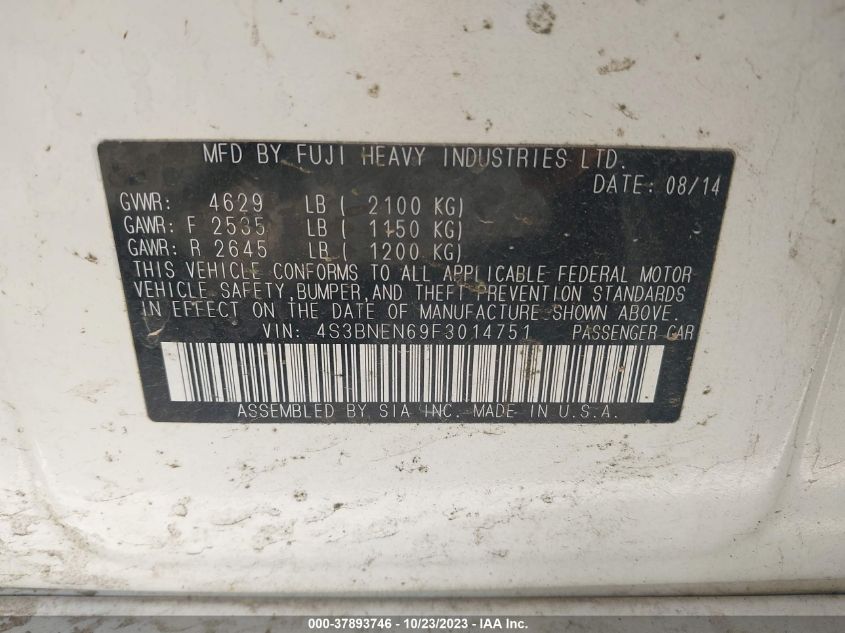 MFD BY FUJI HEAVY INDUSTRIES LTD.
DATE: 08/14
GVWR: 4629 LB ( 2100 KG)
GAWR: F 2535 LB ( 1150 KG)
GAWR: R 2645 LB ( 1200 KG)
THIS VEHICLE CONFORMS TO ALL APPLICABLE FEDERAL MOTOR
VEHICLE SAFETY,BUMPER,AND THEFT PREVENTION STANDARDS
IN EFFECT ON THE DATE OF MANUFACTURE SHOWN ABOVE.
VIN: 4S3BNEN69F3014751 PASSENGER CAR
ASSEMBLED BY SIA INC. MADE IN U.S.A.
000-37893746 - 10/23/2023 - IAA Inc.